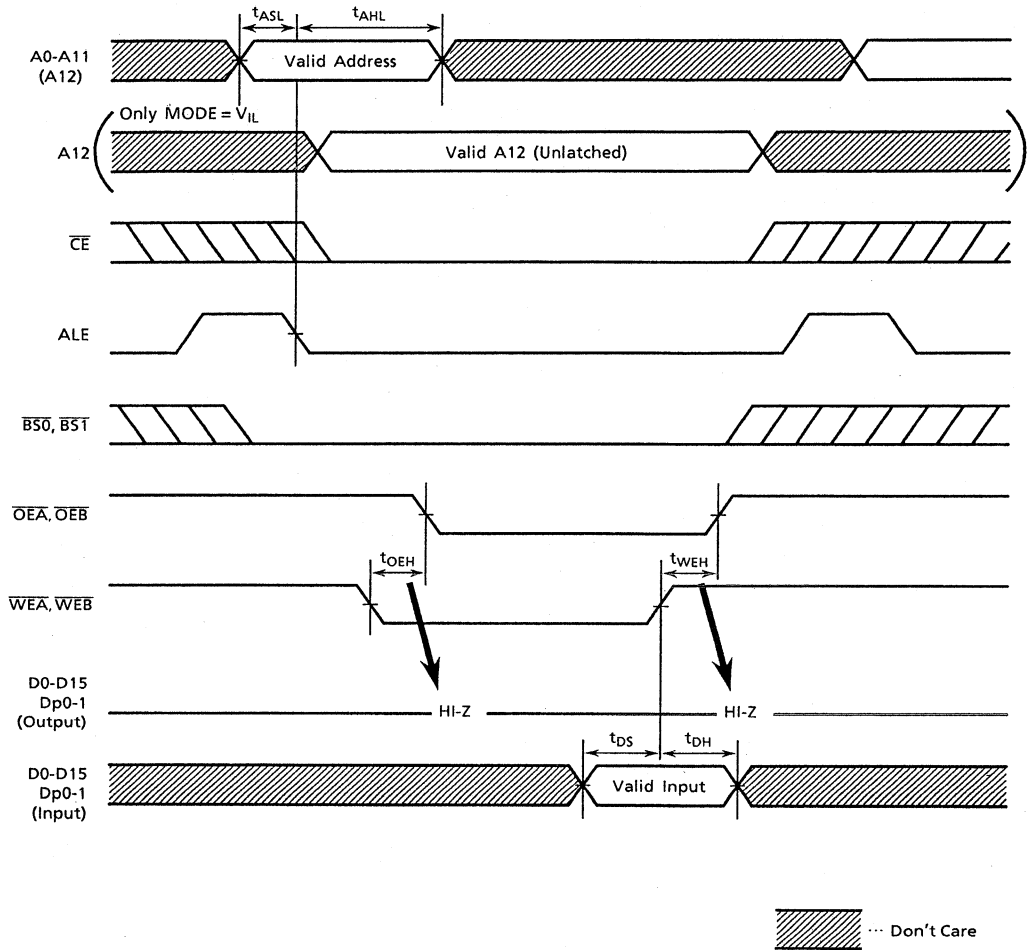 tASL tAHL
A0-A11
(A12)
Valid Address
Only MODE = VIL
A12
Valid A12 (Unlatched)
CE
ALE
BS0, BS1
OEA, OEB
tOEH tWEH
WEA, WEB
D0-D15
Dp0-1
(Output)
HI-Z HI-Z
tDS tDH
D0-D15
Dp0-1
(Input)
Valid Input
··· Don't Care